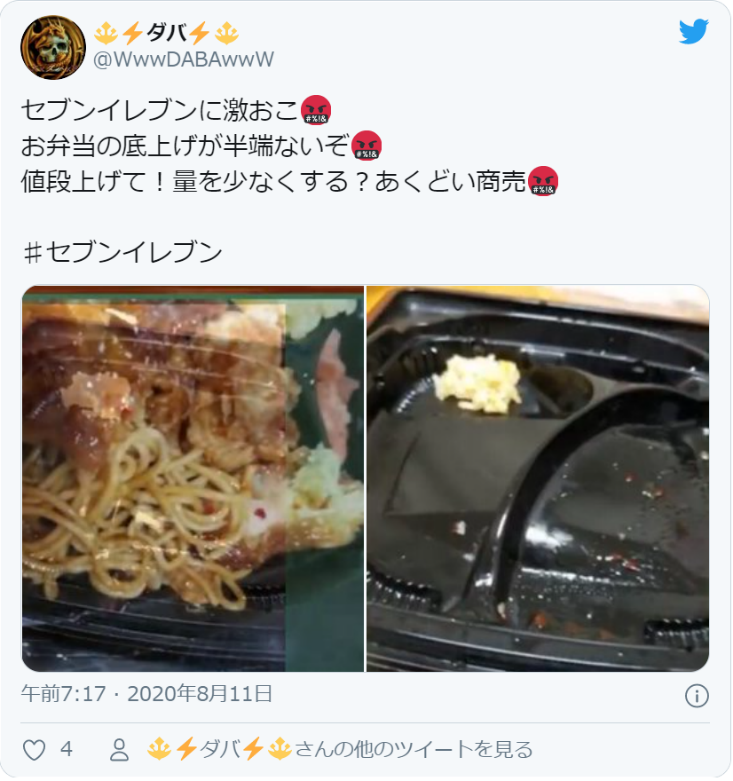 🔱⚡ダバ⚡🔱
@WwwDABAwwW
セブンイレブンに激おこ🤬
お弁当の底上げが半端ないぞ🤬
値段上げて！量を少なくする？あくどい商売🤬
＃セブンイレブン
午前7:17 · 2020年8月11日
4 🔱⚡ダバ⚡🔱さんの他のツイートを見る